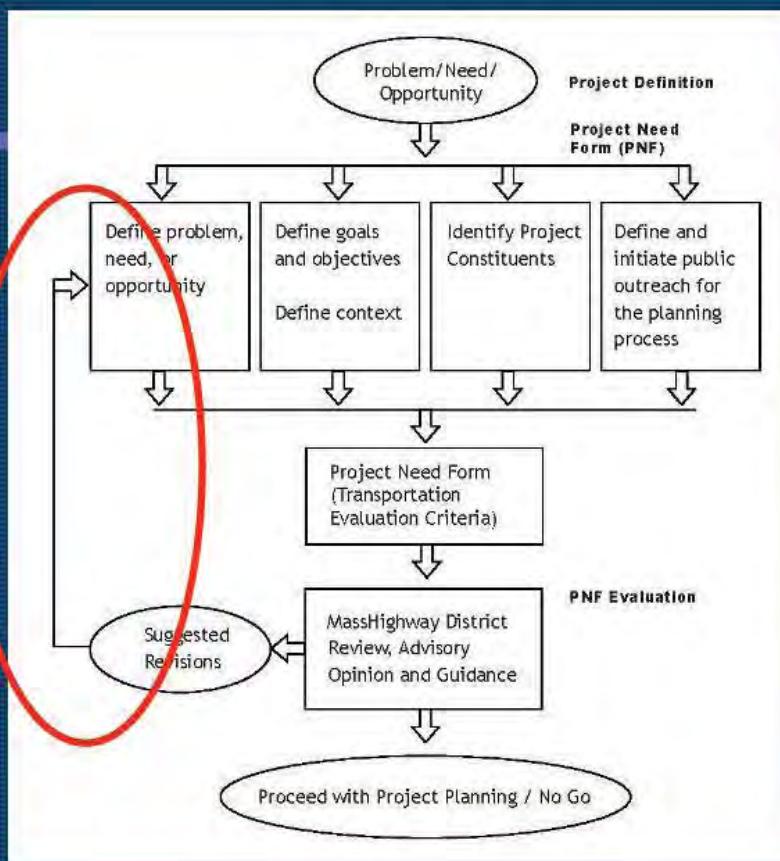 Problem/Need/
Opportunity
Project Definition
Project Need
Form (PNF)
Define problem,
need, or
opportunity
Define goals
and objectives
Define context
Identify Project
Constituents
Define and
initiate public
outreach for
the planning
process
Project Need Form
(Transportation
Evaluation Criteria)
PNF Evaluation
MassHighway District
Review, Advisory
Opinion and Guidance
Suggested
Revisions
Proceed with Project Planning / No Go